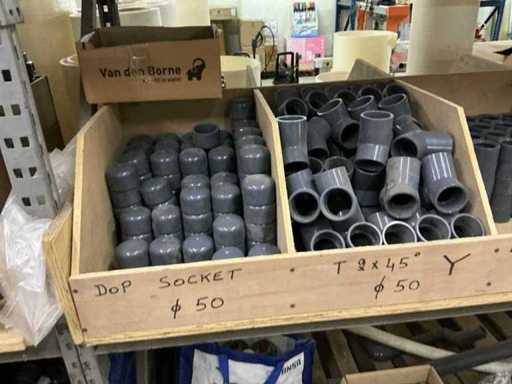 Van den Borne
DOP SOCKET
ɸ 50
T 2x45° Y
ɸ 50